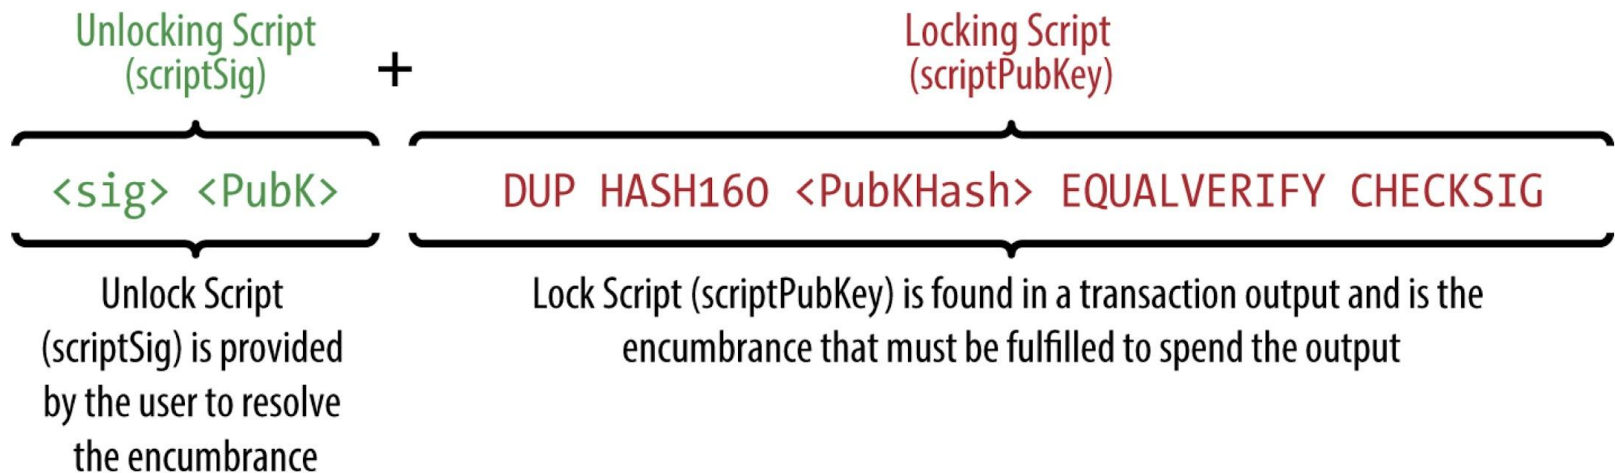 Unlocking Script
(scriptSig)
+
Locking Script
(scriptPubKey)
<sig> <PubK>
DUP HASH160 <PubKHash> EQUALVERIFY CHECKSIG
Unlock Script
(scriptSig) is provided
by the user to resolve
the encumbrance
Lock Script (scriptPubKey) is found in a transaction output and is the
encumbrance that must be fulfilled to spend the output